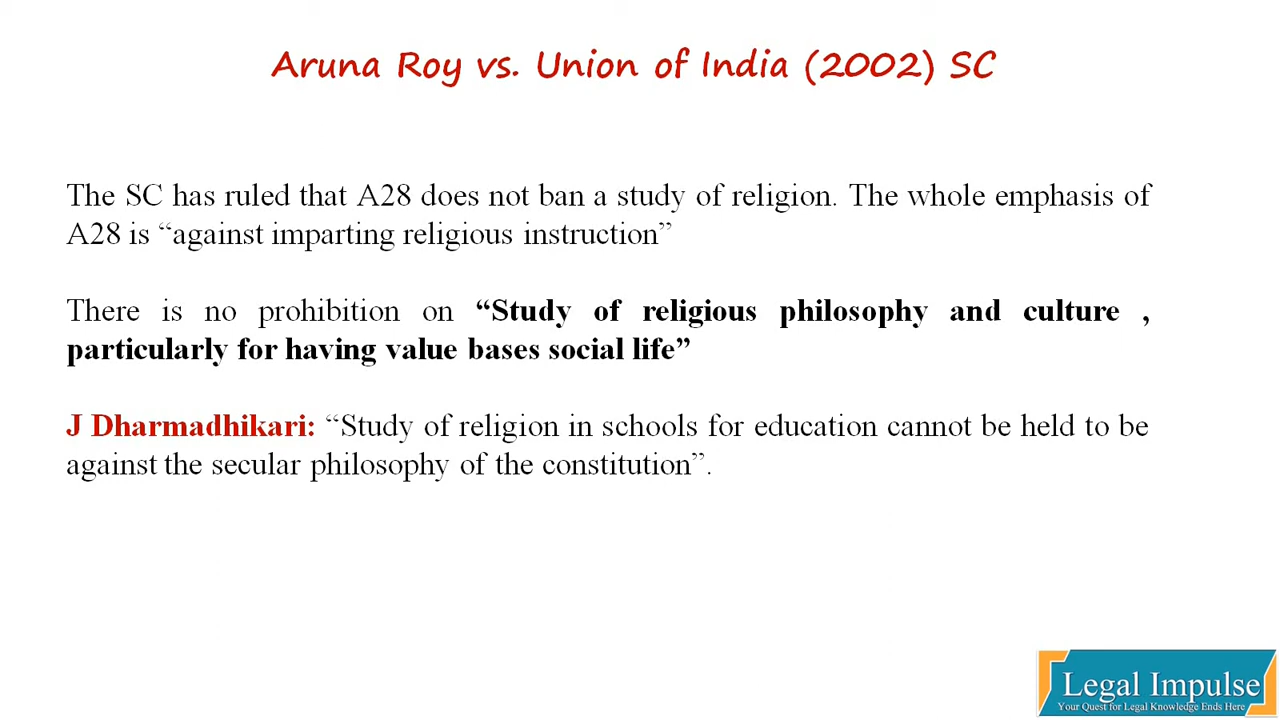 Aruna Roy vs. Union of India (2002) SC
The SC has ruled that A28 does not ban a study of religion. The whole emphasis of
A28 is “against imparting religious instruction”
There is no prohibition on “Study of religious philosophy and culture ,
particularly for having value bases social life”
J Dharmadhikari: “Study of religion in schools for education cannot be held to be
against the secular philosophy of the constitution”.
Legal Impulse
Your Quest for Legal Knowledge Ends Here